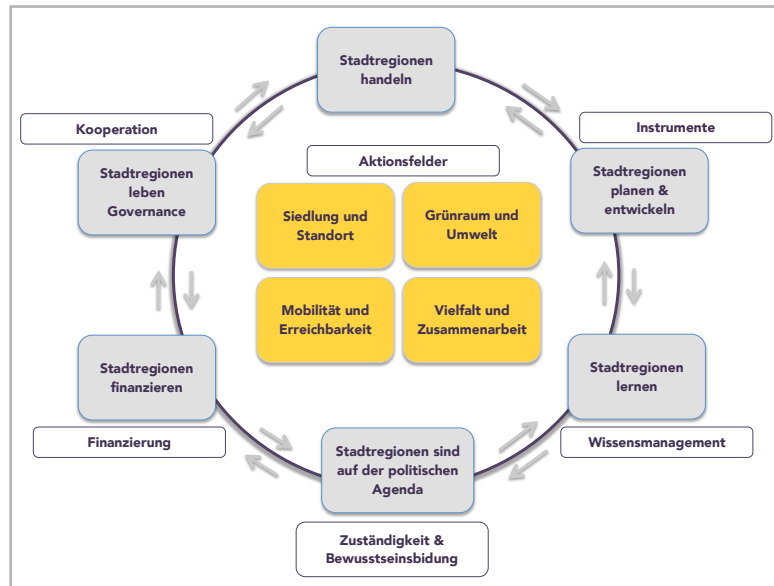 Stadtregionen
handeln
Kooperation
Instrumente
Stadtregionen
leben
Governance
Aktionsfelder
Stadtregionen
planen &
entwickeln
Siedlung und
Standort
Grünraum und
Umwelt
Mobilität und
Erreichbarkeit
Vielfalt und
Zusammenarbeit
Stadtregionen
finanzieren
Stadtregionen
lernen
Finanzierung
Wissensmanagement
Stadtregionen sind
auf der politischen
Agenda
Zuständigkeit &
Bewusstseinsbidung